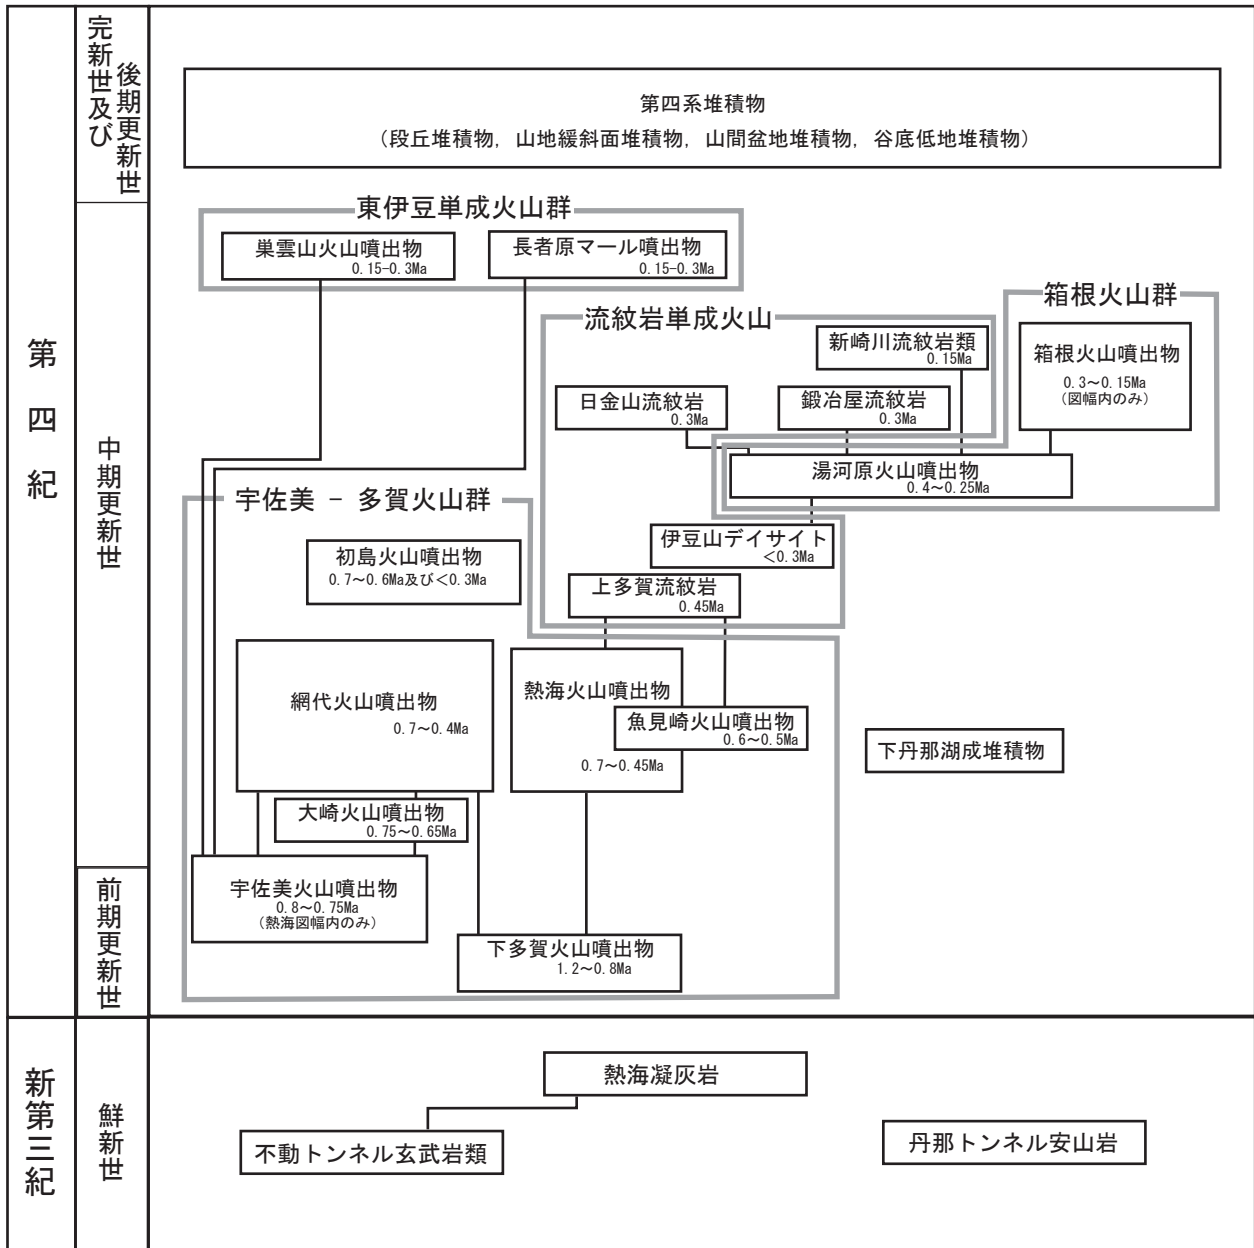 第四紀
完新世及び
後期更新世
第四系堆積物
（段丘堆積物，山地緩斜面堆積物，山間盆地堆積物，谷底低地堆積物）
中期更新世
東伊豆単成火山群
巣雲山火山噴出物
0.15-0.3Ma
長者原マール噴出物
0.15-0.3Ma
流紋岩単成火山
新崎川流紋岩類
0.15Ma
日金山流紋岩
0.3Ma
鍛冶屋流紋岩
0.3Ma
箱根火山群
箱根火山噴出物
0.3～0.15Ma
(図幅内のみ)
湯河原火山噴出物
0.4～0.25Ma
伊豆山デイサイト
＜0.3Ma
上多賀流紋岩
0.45Ma
宇佐美 － 多賀火山群
初島火山噴出物
0.7～0.6Ma及び＜0.3Ma
網代火山噴出物
0.7～0.4Ma
熱海火山噴出物
0.7～0.45Ma
魚見崎火山噴出物
0.6～0.5Ma
下丹那湖成堆積物
大崎火山噴出物
0.75～0.65Ma
前期更新世
宇佐美火山噴出物
0.8～0.75Ma
(熱海図幅内のみ)
下多賀火山噴出物
1.2～0.8Ma
新第三紀
鮮新世
熱海凝灰岩
不動トンネル玄武岩類
丹那トンネル安山岩